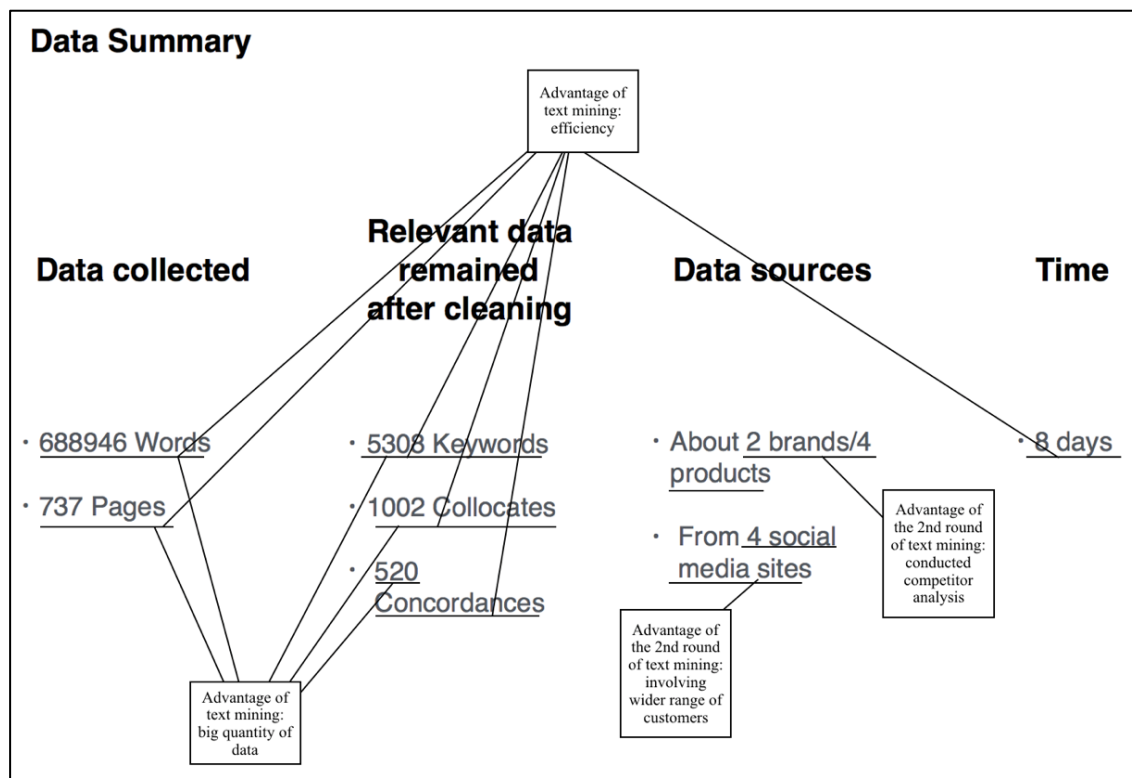 Data Summary
Advantage of
text mining:
efficiency
Data collected
Relevant data
remained
after cleaning
Data sources
Time
· 688946 Words
· 737 Pages
· 5308 Keywords
· 1002 Collocates
· 520
Concordances
· About 2 brands/4
products
· From 4 social
media sites
· 8 days
Advantage of
the 2nd round
of text mining:
conducted
competitor
analysis
Advantage of
the 2nd round
of text mining:
involving
wider range of
customers
Advantage of
text mining:
big quantity of
data